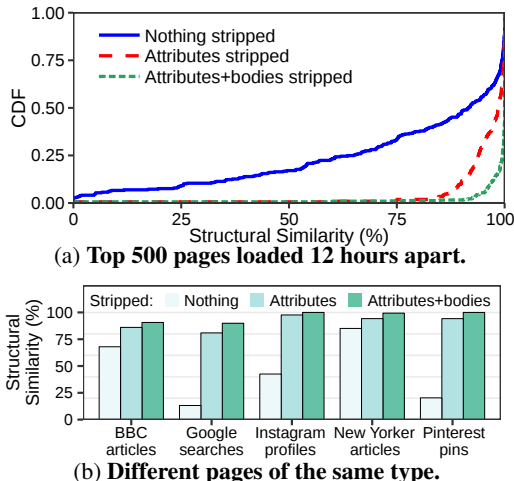 1.00
0.75
0.50
0.25
0.00
CDF
Nothing stripped
Attributes stripped
Attributes+bodies stripped
0 25 50 75 100
Structural Similarity (%)
(a) Top 500 pages loaded 12 hours apart.
Structural
Similarity (%)
100
75
50
25
0
Stripped: Nothing Attributes Attributes+bodies
BBC articles
Google searches
Instagram profiles
New Yorker articles
Pinterest pins
(b) Different pages of the same type.